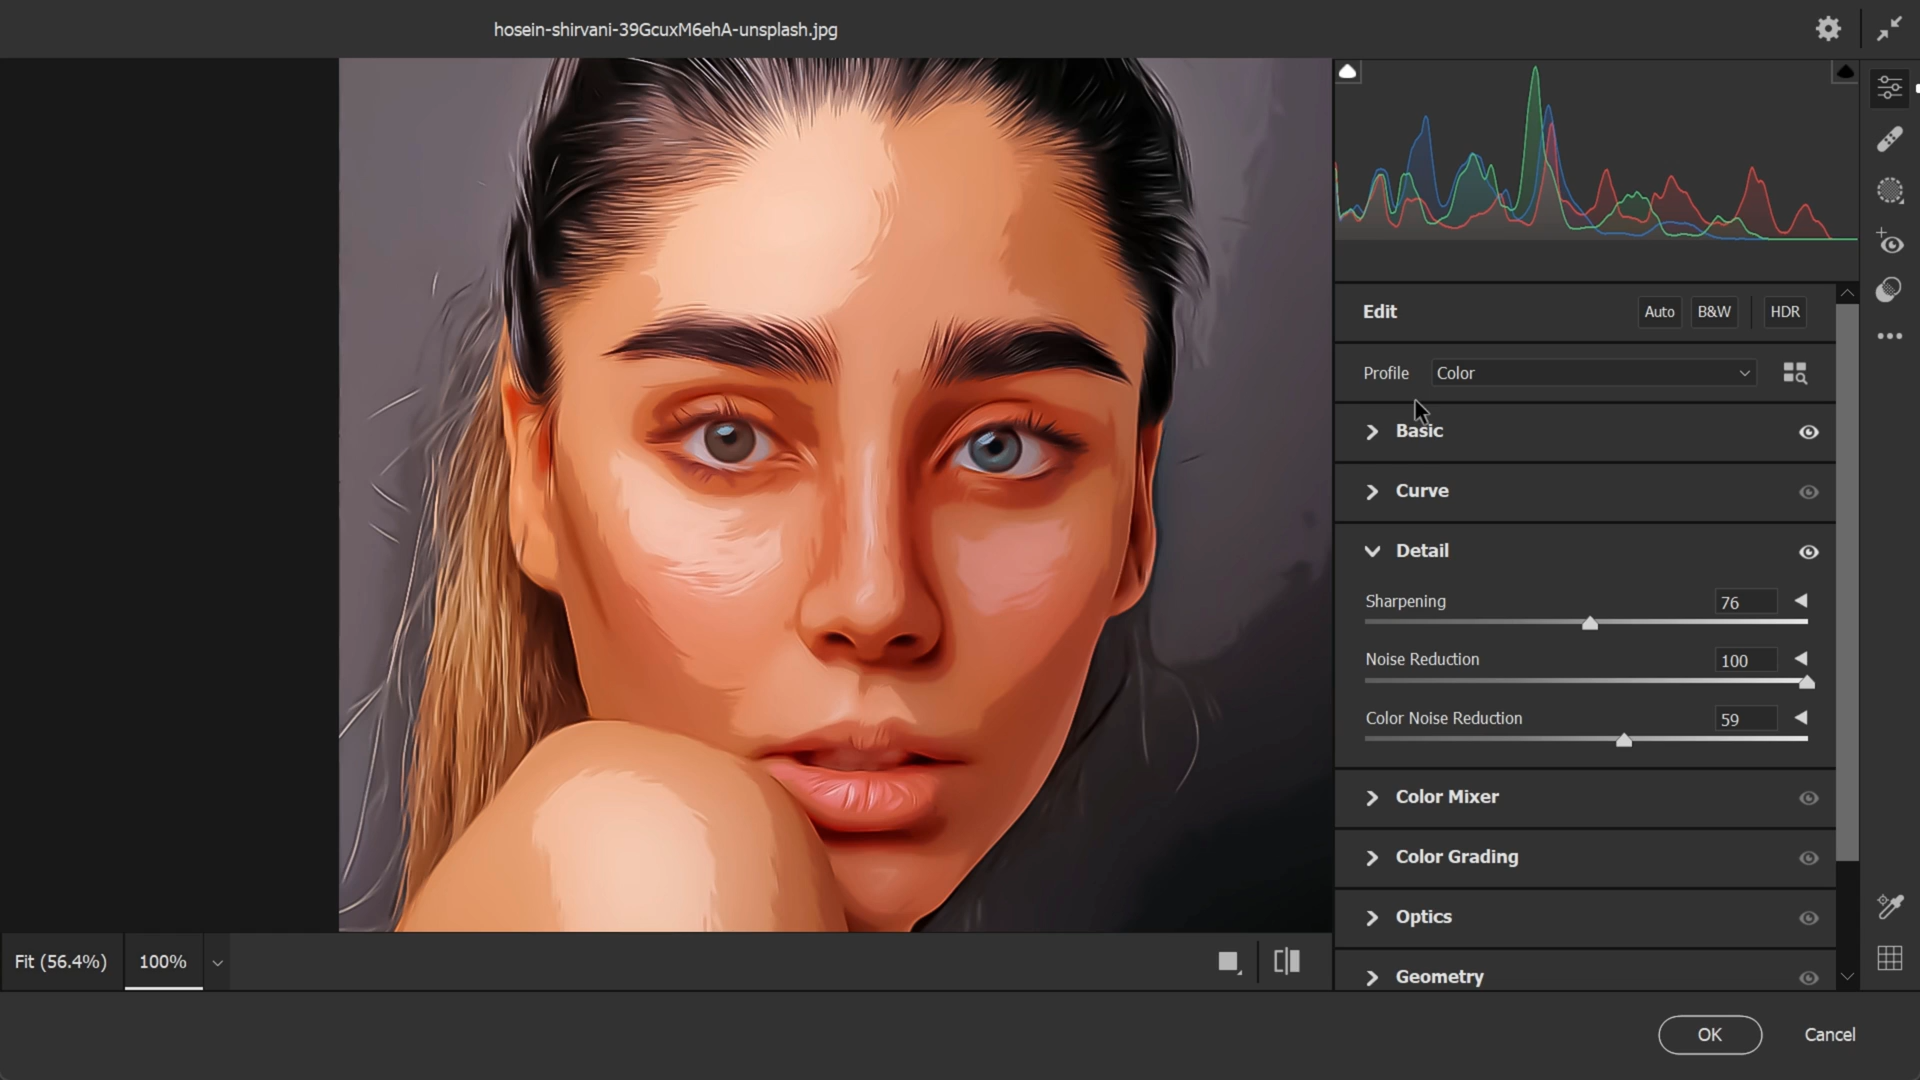 hosein-shirvani-39GcuxM6ehA-unsplash.jpg
Edit
Auto
B&W
HDR
Profile
Color
Basic
Curve
Detail
Sharpening
76
Noise Reduction
100
Color Noise Reduction
59
Color Mixer
Color Grading
Optics
Geometry
Fit (56.4%)
100%
OK
Cancel